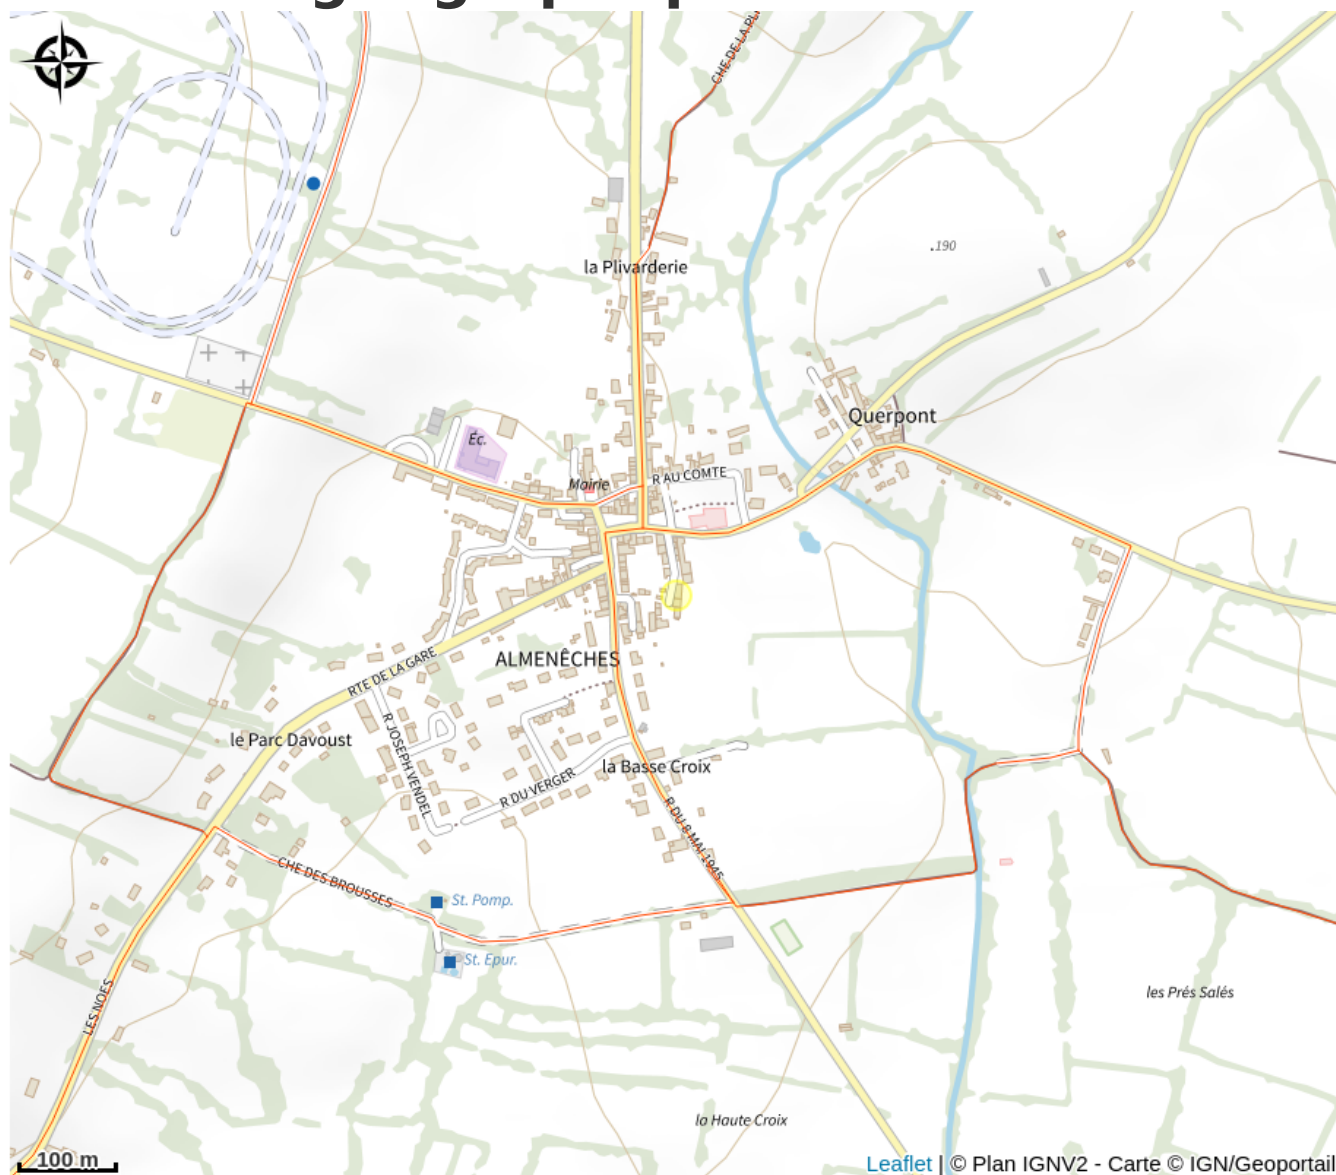 CHE DE LA PL
.190
la Plivarderie
Querpont
Éc.
Mairie
R AU COMTE
ALMENÊCHES
RTE DE LA GARE
le Parc Davoust
R JOSEPH VENDEL
la Basse Croix
R DU VERGER
R DU 8 MAI 1945
CHE DES BROUSSES
St. Pomp.
St. Epur.
LES NOES
les Prés Salés
la Haute Croix
100 m
Leaflet | © Plan IGNV2 - Carte © IGN/Geoportail